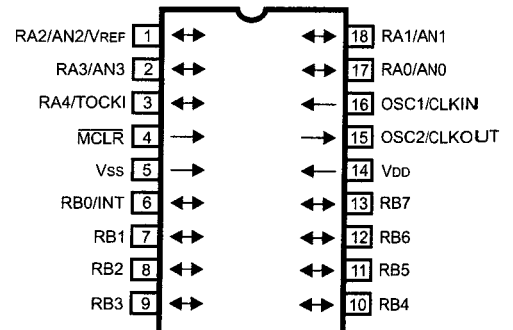 RA2/AN2/VREF 1 18 RA1/AN1
RA3/AN3 2 17 RA0/AN0
RA4/TOCKI 3 16 OSC1/CLKIN
MCLR 4 15 OSC2/CLKOUT
Vss 5 14 VDD
RB0/INT 6 13 RB7
RB1 7 12 RB6
RB2 8 11 RB5
RB3 9 10 RB4